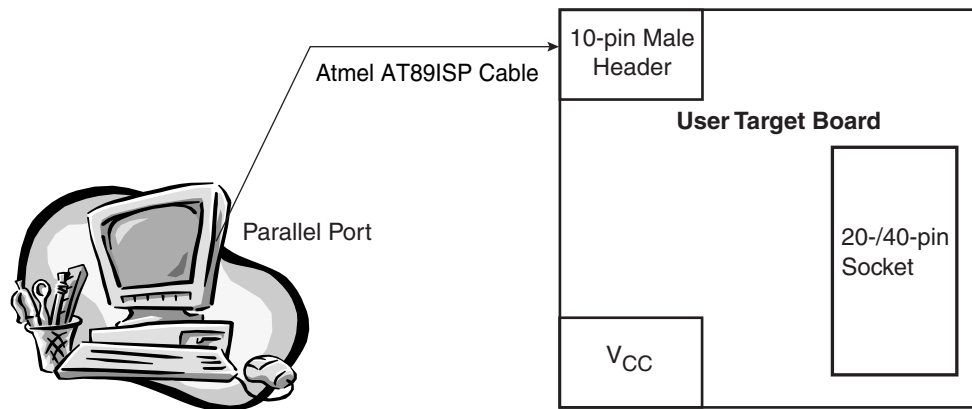 10-pin Male
Header
Atmel AT89ISP Cable
User Target Board
Parallel Port
20-/40-pin
Socket
VCC